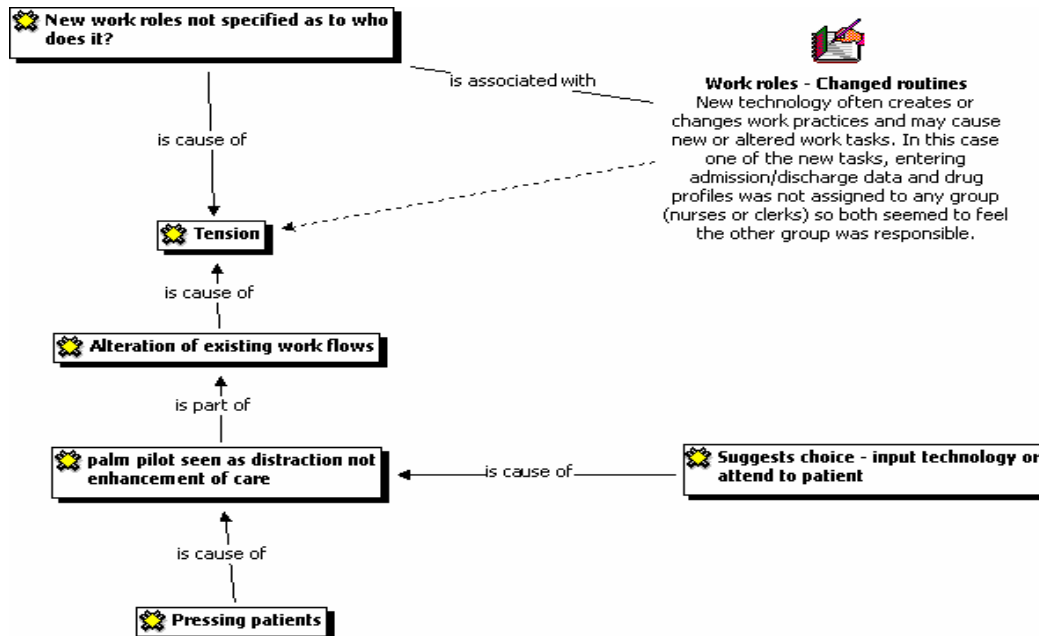 New work roles not specified as to who
does it?
is associated with
Work roles - Changed routines
New technology often creates or
changes work practices and may cause
new or altered work tasks. In this case
one of the new tasks, entering
admission/discharge data and drug
profiles was not assigned to any group
(nurses or clerks) so both seemed to feel
the other group was responsible.
is cause of
Tension
is cause of
Alteration of existing work flows
is part of
palm pilot seen as distraction not
enhancement of care
is cause of
Suggests choice - input technology or
attend to patient
is cause of
Pressing patients